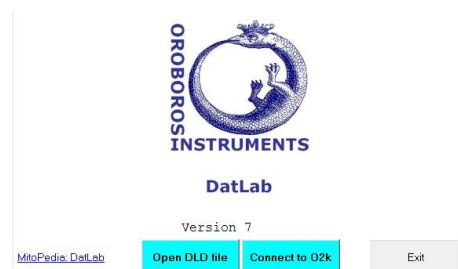 OROBOROS
INSTRUMENTS
DatLab
Version 7
MitoPedia: DatLab
Open DLD file
Connect to O2k
Exit